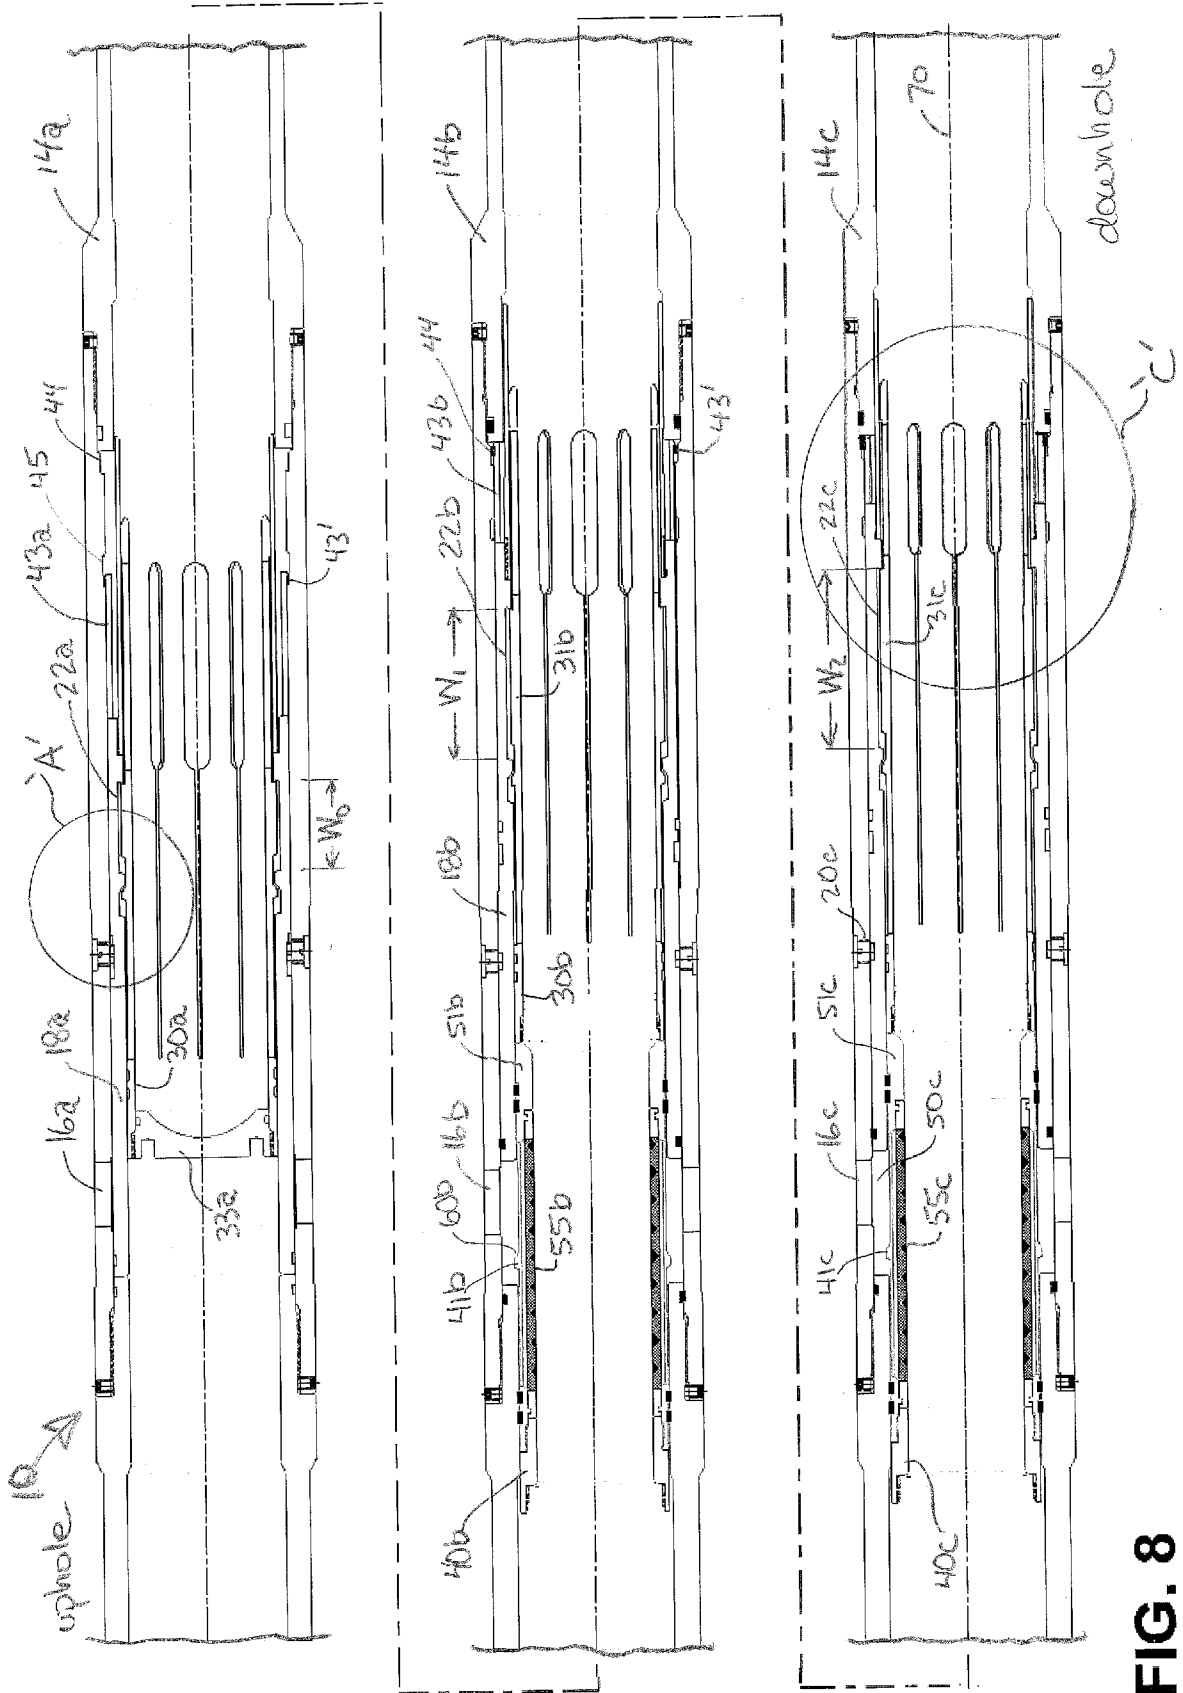 uphole
10
16a
18a
30a
33a
'A'
22a
43a
45
44
14a
43'
←W₀→
40b
41b
60b
16b
51b
30b
18b
55b
←W₁→
31b
22b
43b
44
14b
43'
40c
41c
16c
51c
50c
55c
20c
←W₂→
22c
31c
14c
70
'C'
downhole
FIG. 8